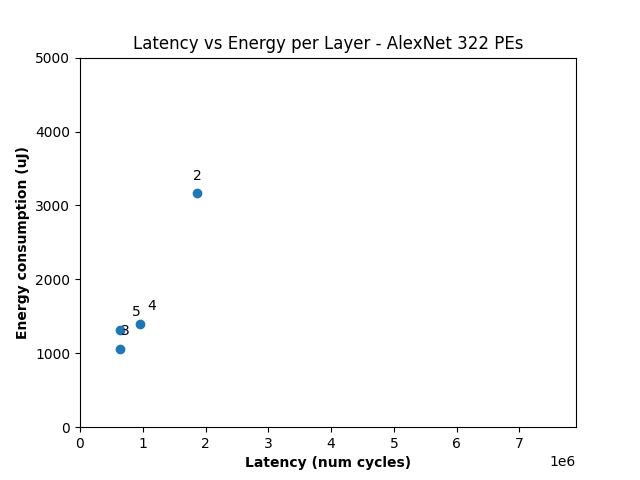 Latency vs Energy per Layer - AlexNet 322 PEs
5000
4000
3000
2000
1000
0
Energy consumption (uJ)
2
4
5
3
0 1 2 3 4 5 6 7
1e6
Latency (num cycles)